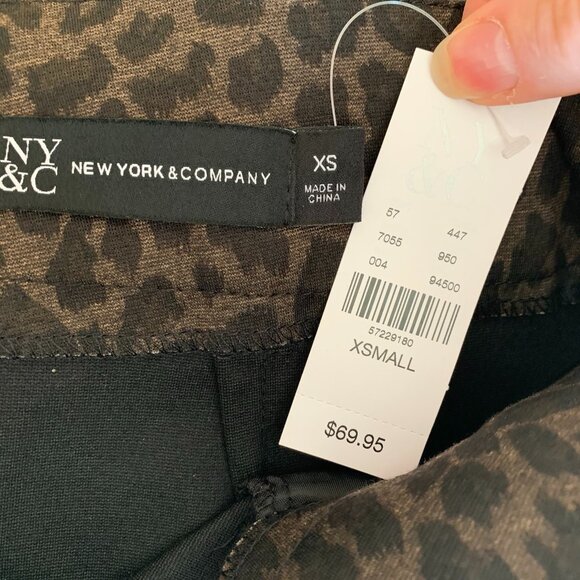 NY
&C
NEW YORK & COMPANY
XS
MADE IN
CHINA
57 447
7055 950
004 94500
57229180
XSMALL
$69.95